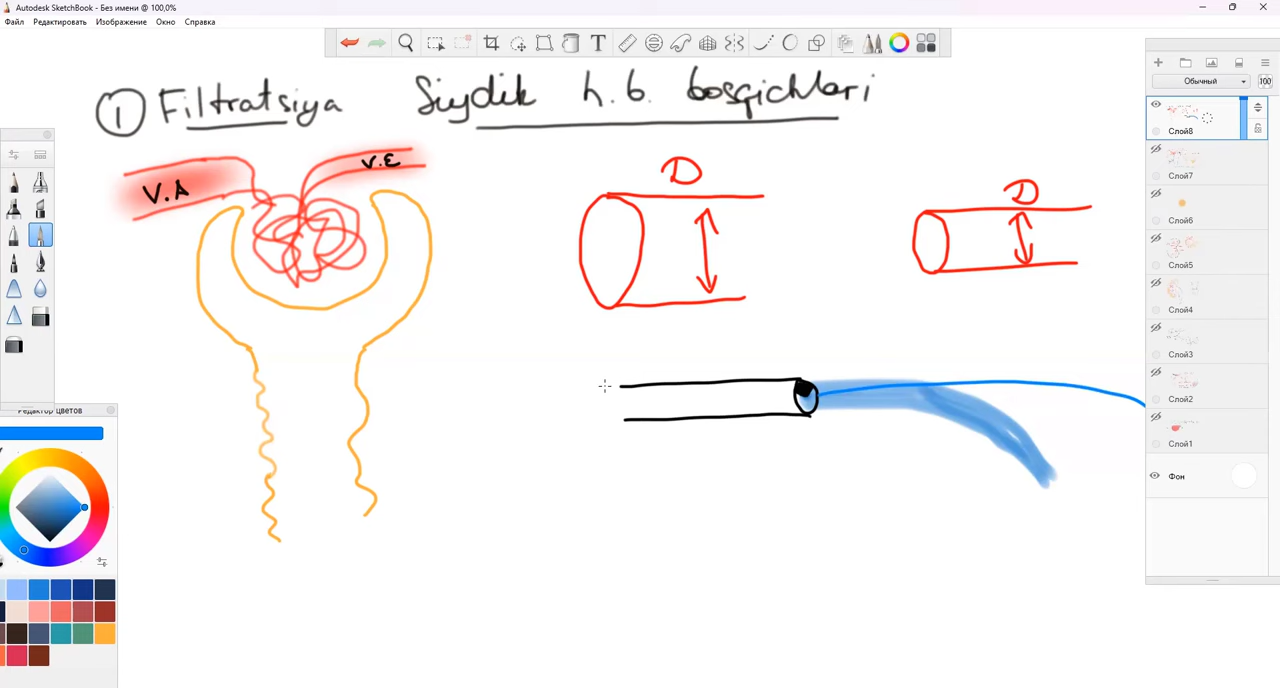 Autodesk SketchBook - Без имени @ 100,0%
Файл Редактировать Изображение Окно Справка
Обычный
100
① Filtratsiya Siydik h.b. bosqichlari
V.A
V.E
D
D
Слой8
Слой7
Слой6
Слой5
Слой4
Слой3
Слой2
Слой1
Фон
Редактор цветов